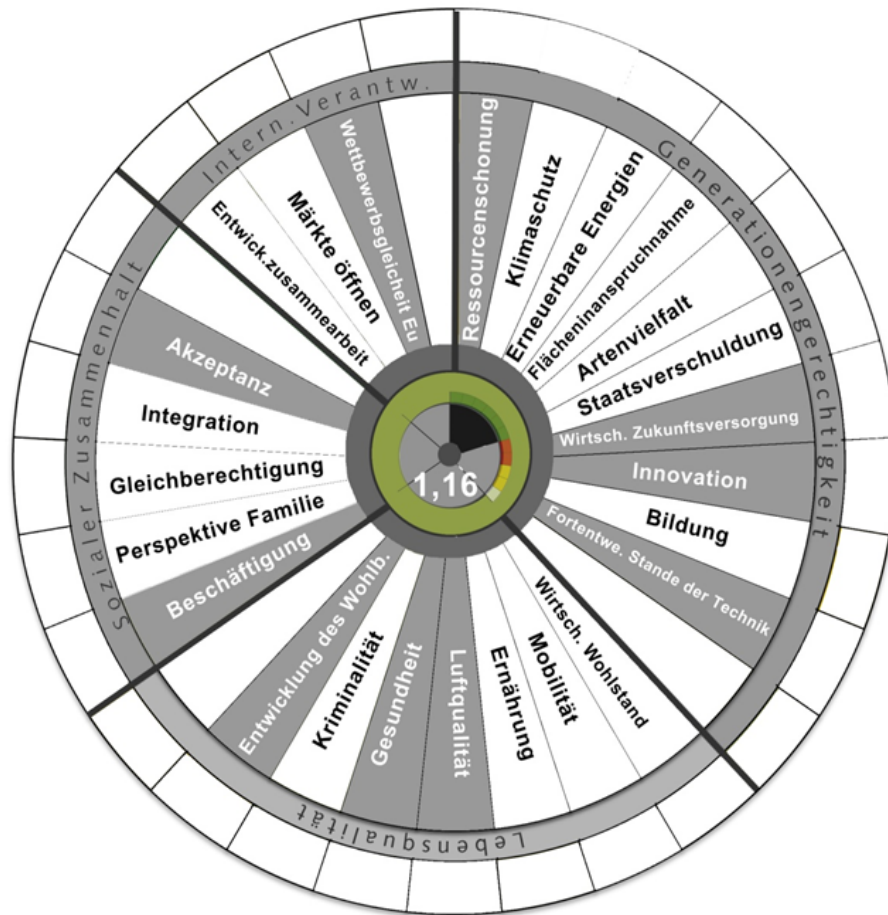 Intern.Verantw.
Wettbewerbsgleicheit Eu
Märkte öffnen
Entwick.zusammearbeit
Generationengerechtigkeit
Ressourcenschonung
Klimaschutz
Erneuerbare Energien
Flächeninanspruchnahme
Artenvielfalt
Staatsverschuldung
Wirtsch. Zukunftsversorgung
Innovation
Bildung
Fortentwe. Stande der Technik
Lebensqualität
Wirtsch. Wohlstand
Mobilität
Ernährung
Luftqualität
Gesundheit
Kriminalität
Entwicklung des Wohlb.
Sozialer Zusammenhalt
Beschäftigung
Perspektive Familie
Gleichberechtigung
Integration
Akzeptanz
1,16